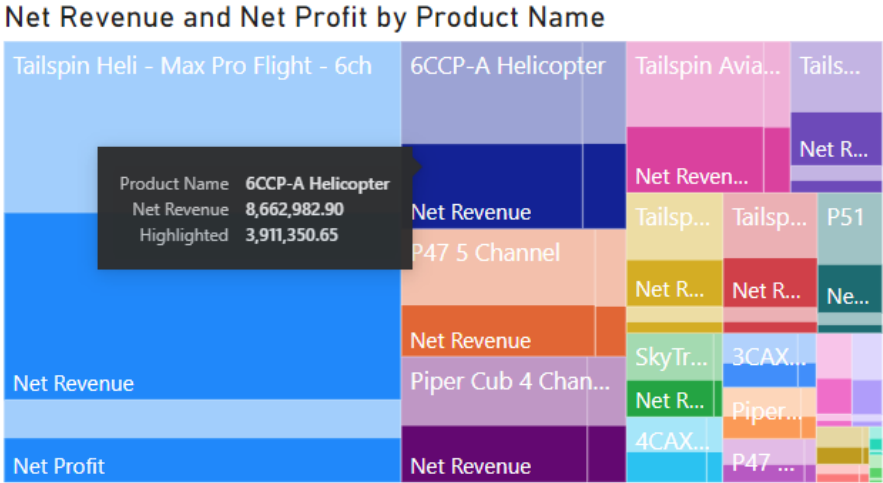 Net Revenue and Net Profit by Product Name
Tailspin Heli - Max Pro Flight - 6ch
6CCP-A Helicopter
Tailspin Avia...
Tails...
Product Name 6CCP-A Helicopter
Net Revenue 8,662,982.90
Highlighted 3,911,350.65
Net R...
Net Reven...
Net Revenue
Tailsp...
Tailsp...
P51
P47 5 Channel
Net R...
Net R...
Ne...
Net Revenue
SkyTr...
3CAX...
Net Revenue
Piper Cub 4 Chan...
Net R...
Piper...
4CAX...
Net Profit
Net Revenue
P47 ...